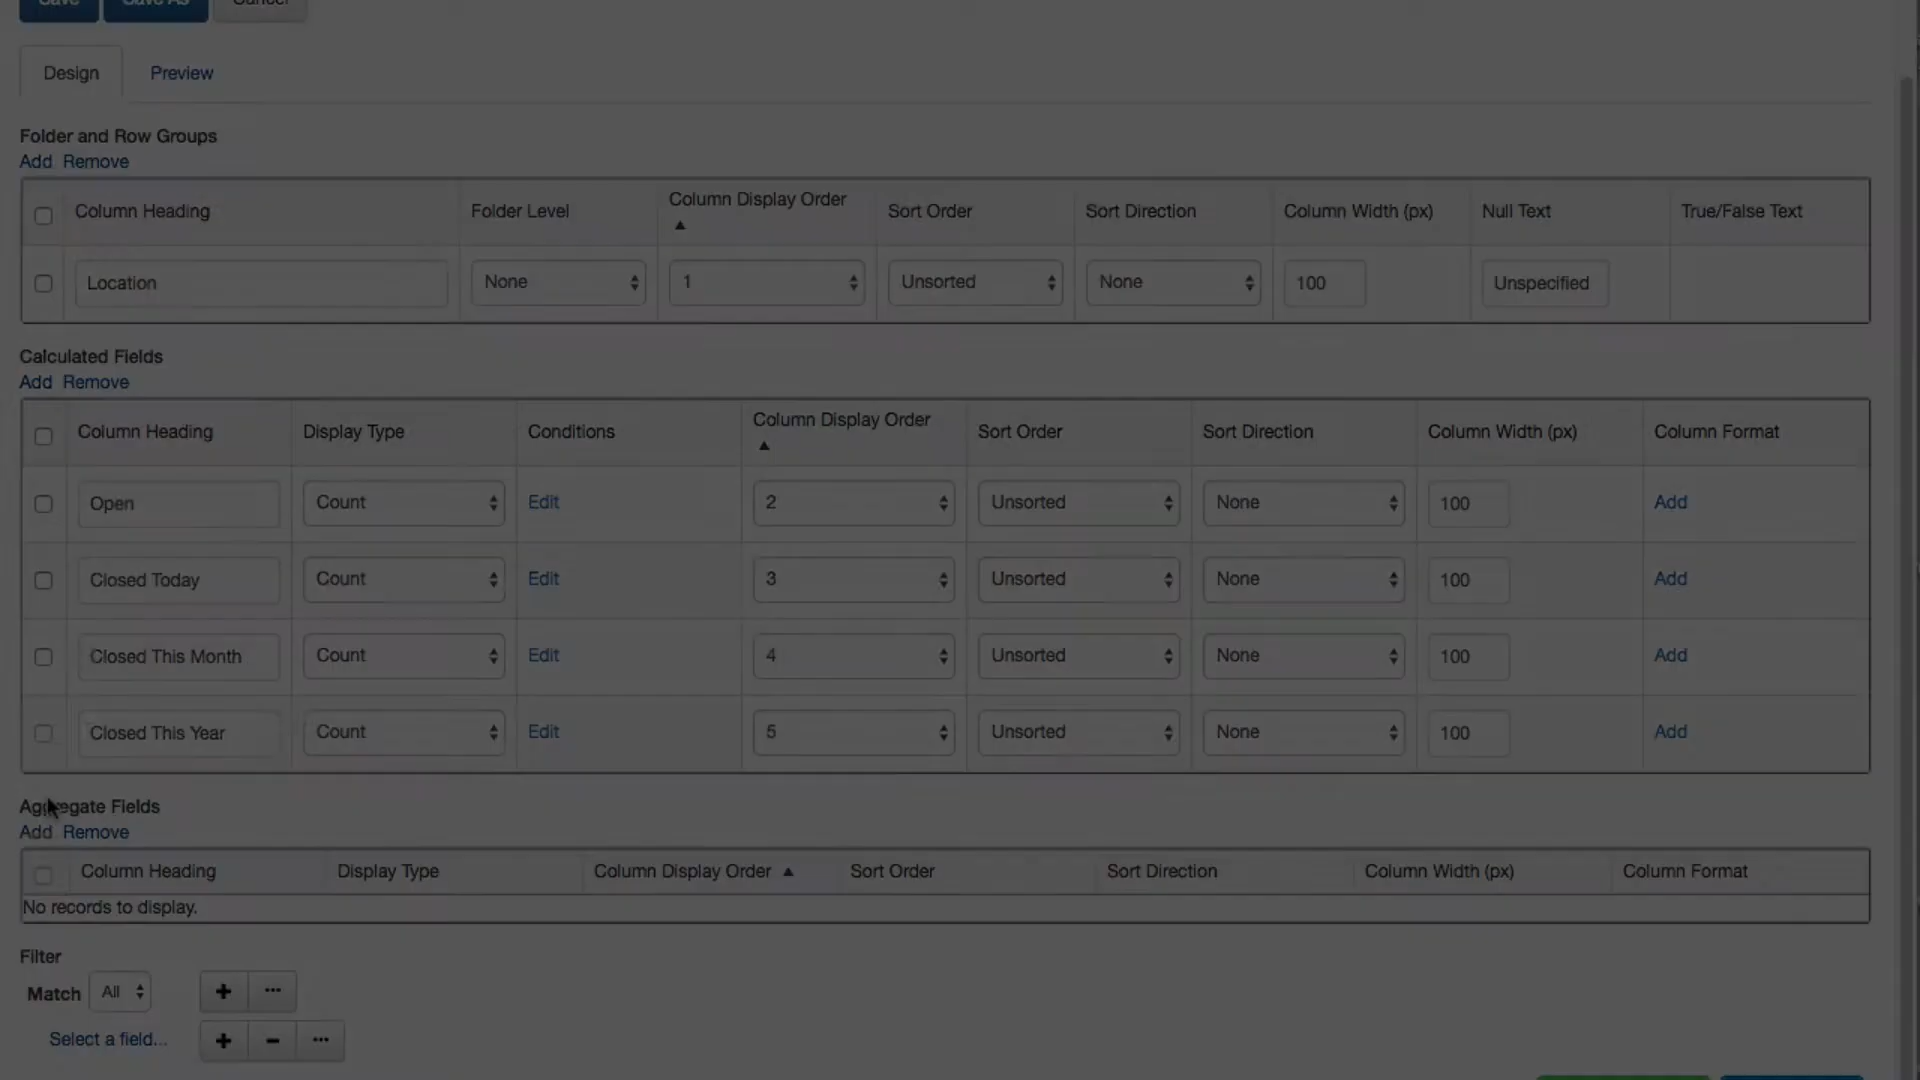 Save Save As Cancel
Design Preview
Folder and Row Groups
Add Remove
Column Heading Folder Level Column Display Order ▲ Sort Order Sort Direction Column Width (px) Null Text True/False Text
Location None 1 Unsorted None 100 Unspecified
Calculated Fields
Add Remove
Column Heading Display Type Conditions Column Display Order ▲ Sort Order Sort Direction Column Width (px) Column Format
Open Count Edit 2 Unsorted None 100 Add
Closed Today Count Edit 3 Unsorted None 100 Add
Closed This Month Count Edit 4 Unsorted None 100 Add
Closed This Year Count Edit 5 Unsorted None 100 Add
Aggregate Fields
Add Remove
Column Heading Display Type Column Display Order ▲ Sort Order Sort Direction Column Width (px) Column Format
No records to display.
Filter
Match All + ...
Select a field... + - ...